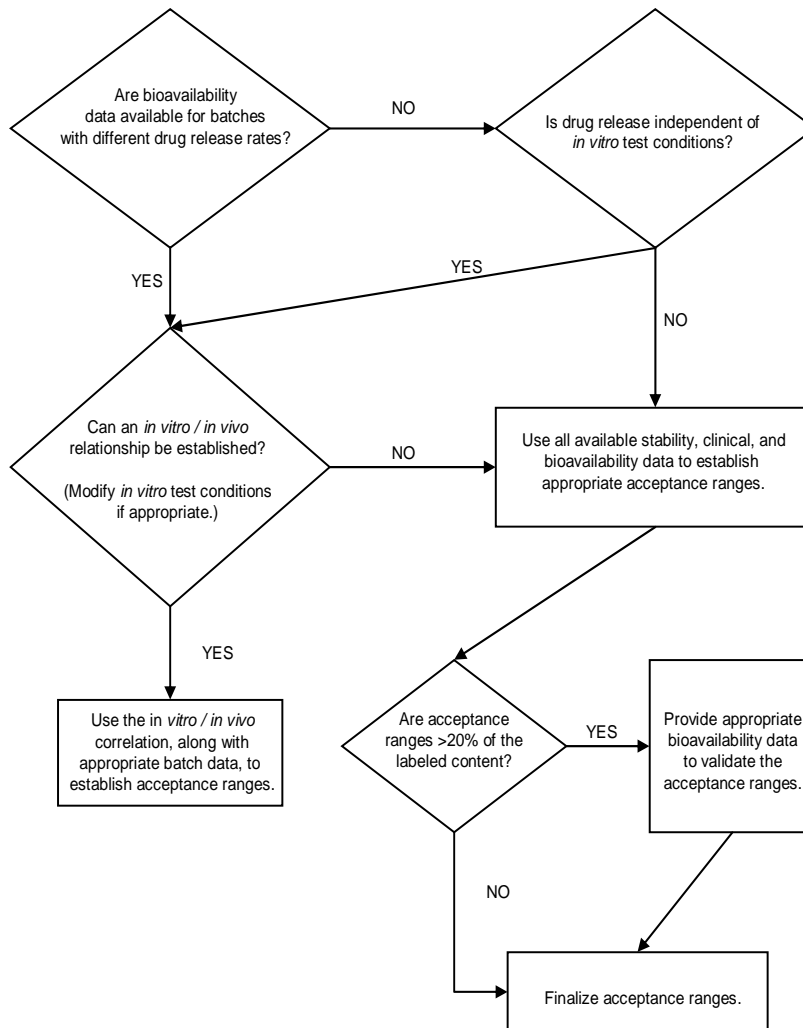 Are bioavailability
data available for batches
with different drug release rates?
NO
Is drug release independent of
in vitro test conditions?
YES
YES
NO
Can an in vitro / in vivo
relationship be established?
(Modify in vitro test conditions
if appropriate.)
NO
Use all available stability, clinical, and
bioavailability data to establish
appropriate acceptance ranges.
YES
Use the in vitro / in vivo
correlation, along with
appropriate batch data, to
establish acceptance ranges.
Are acceptance
ranges >20% of the
labeled content?
YES
Provide appropriate
bioavailability data
to validate the
acceptance ranges.
NO
Finalize acceptance ranges.